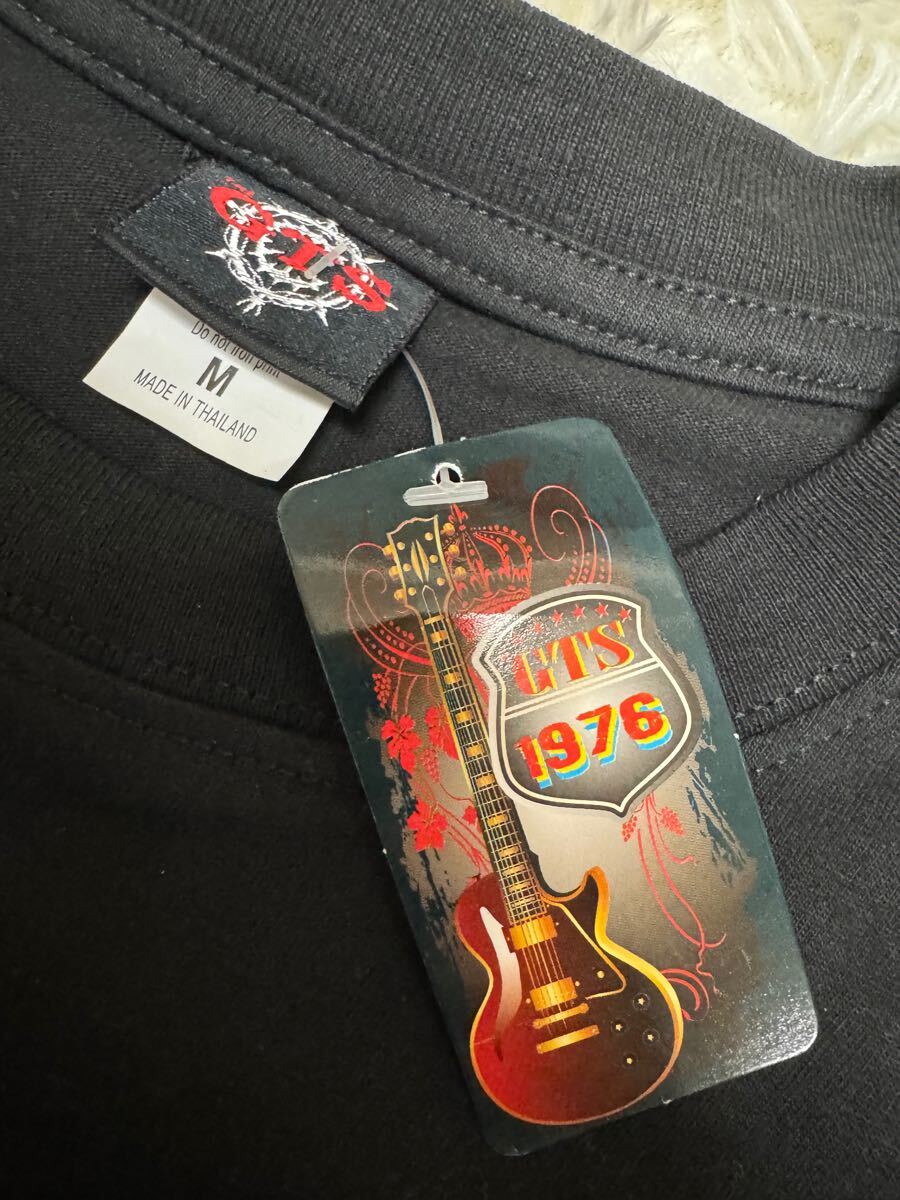 GTS
Do not iron print
M
MADE IN THAILAND
GTS
1976